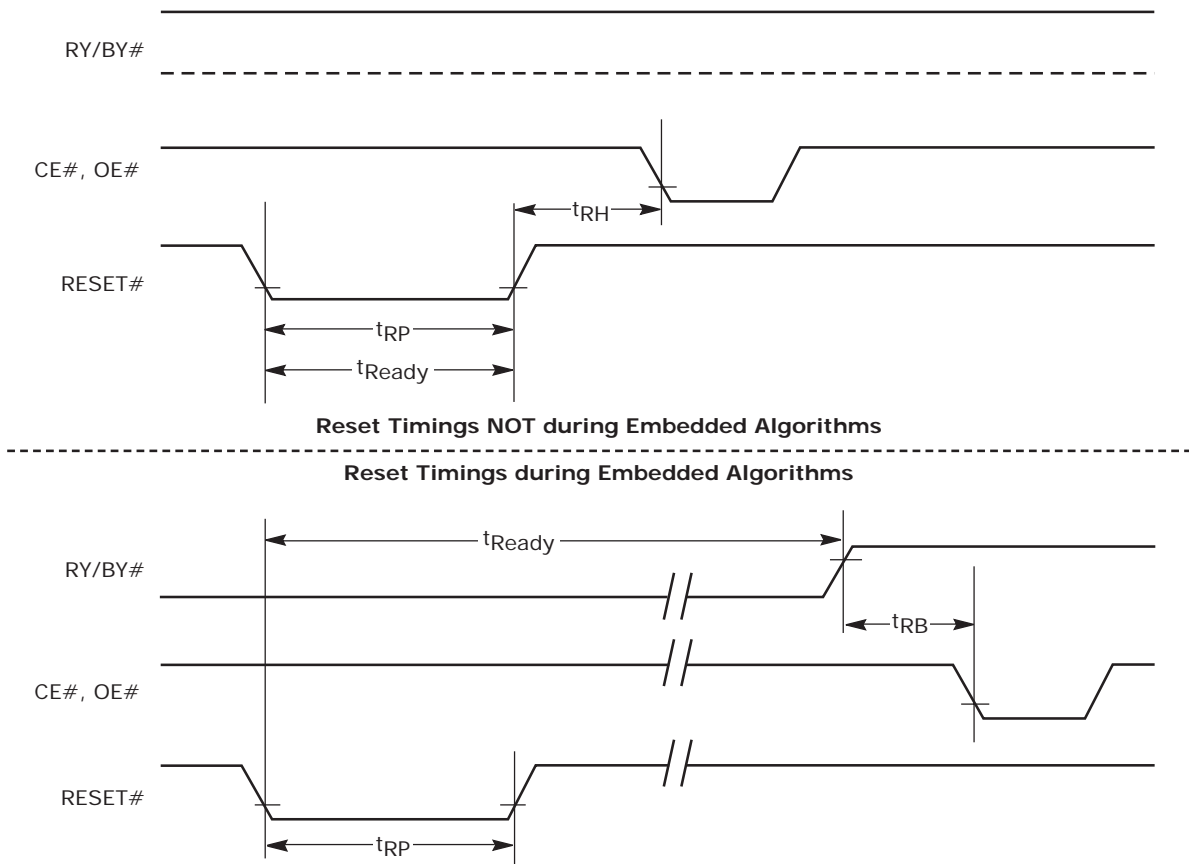 RY/BY#
CE#, OE#
tRH
RESET#
tRP
tReady
Reset Timings NOT during Embedded Algorithms
Reset Timings during Embedded Algorithms
tReady
RY/BY#
tRB
CE#, OE#
RESET#
tRP